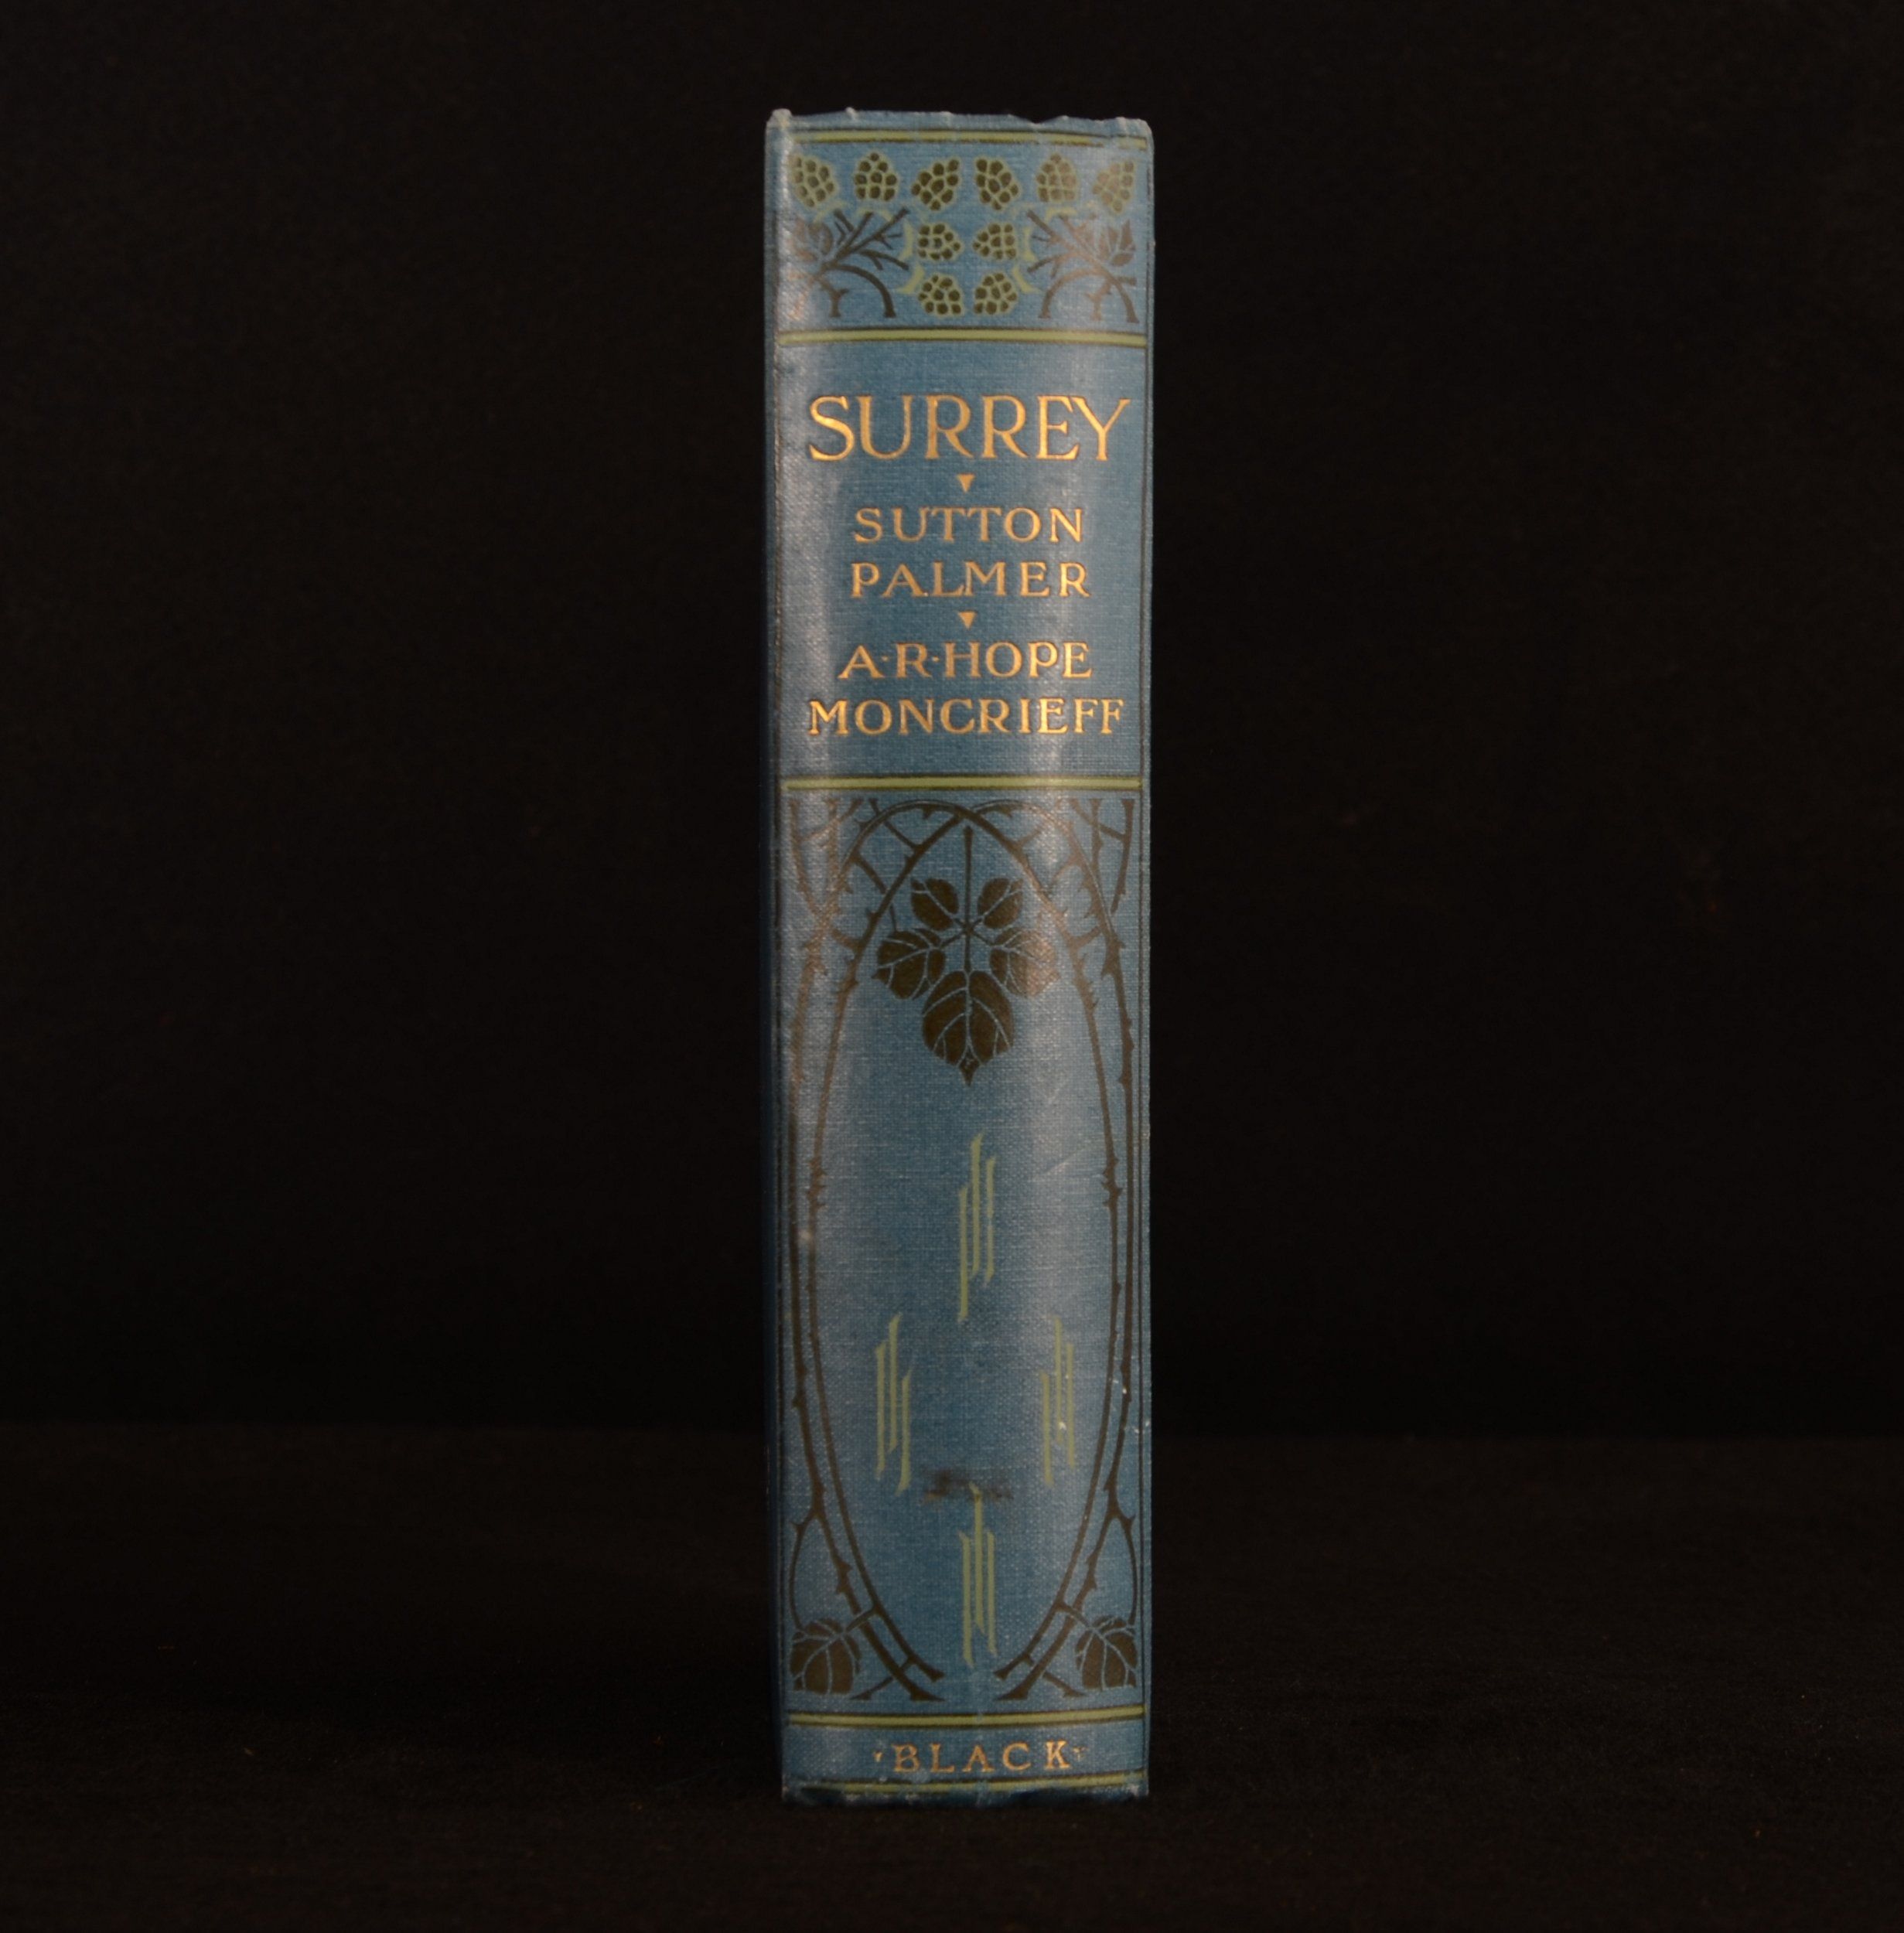 SURREY
SUTTON
PALMER
A·R·HOPE
MONCRIEFF
BLACK